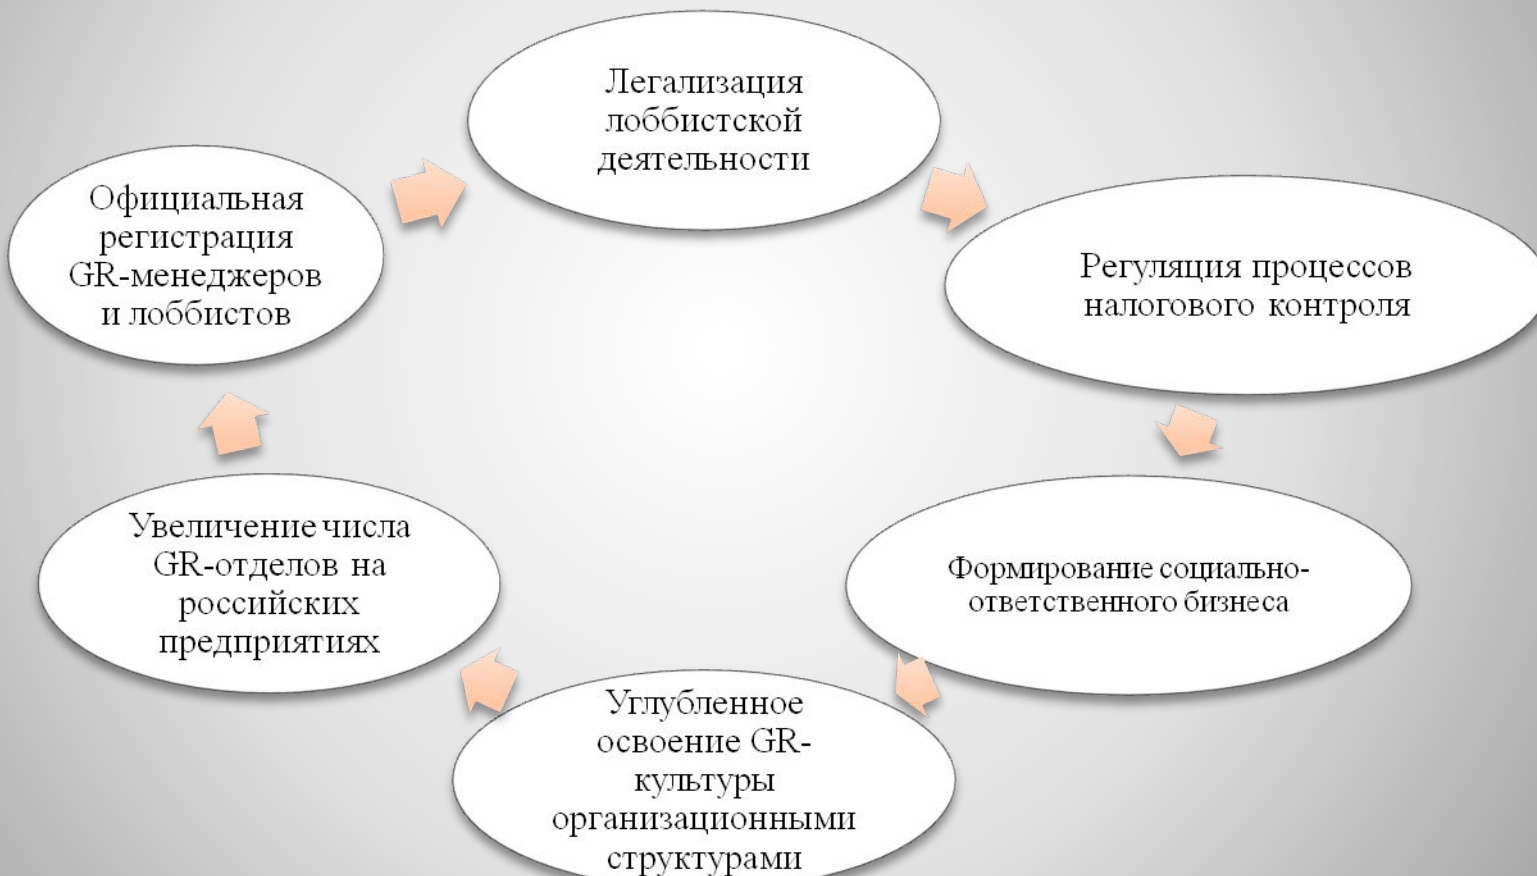 Легализация
лоббистской
деятельности
Регуляция процессов
налогового контроля
Формирование социально-
ответственного бизнеса
Углубленное
освоение GR-
культуры
организационными
структурами
Увеличение числа
GR-отделов на
российских
предприятиях
Официальная
регистрация
GR-менеджеров
и лоббистов